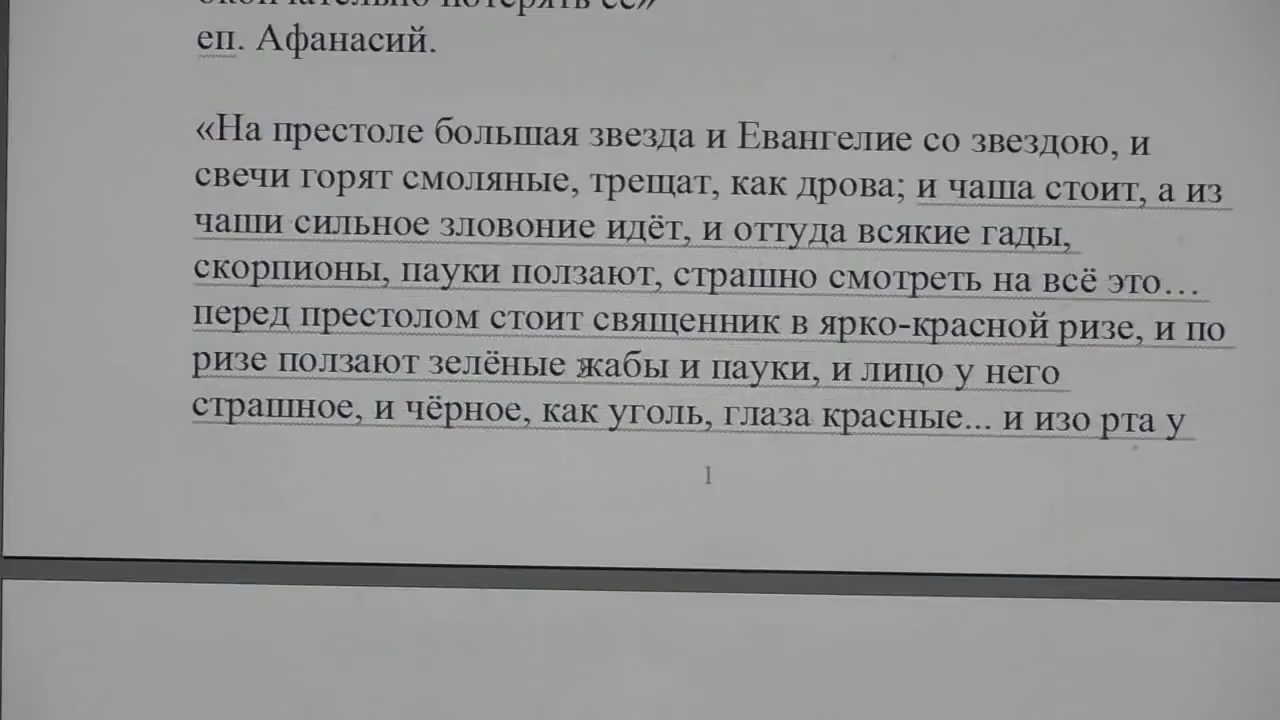 окончательно потерять её»
еп. Афанасий.
«На престоле большая звезда и Евангелие со звездою, и
свечи горят смоляные, трещат, как дрова; и чаша стоит, а из
чаши сильное зловоние идёт, и оттуда всякие гады,
скорпионы, пауки ползают, страшно смотреть на всё это…
перед престолом стоит священник в ярко-красной ризе, и по
ризе ползают зелёные жабы и пауки, и лицо у него
страшное, и чёрное, как уголь, глаза красные... и изо рта у
1